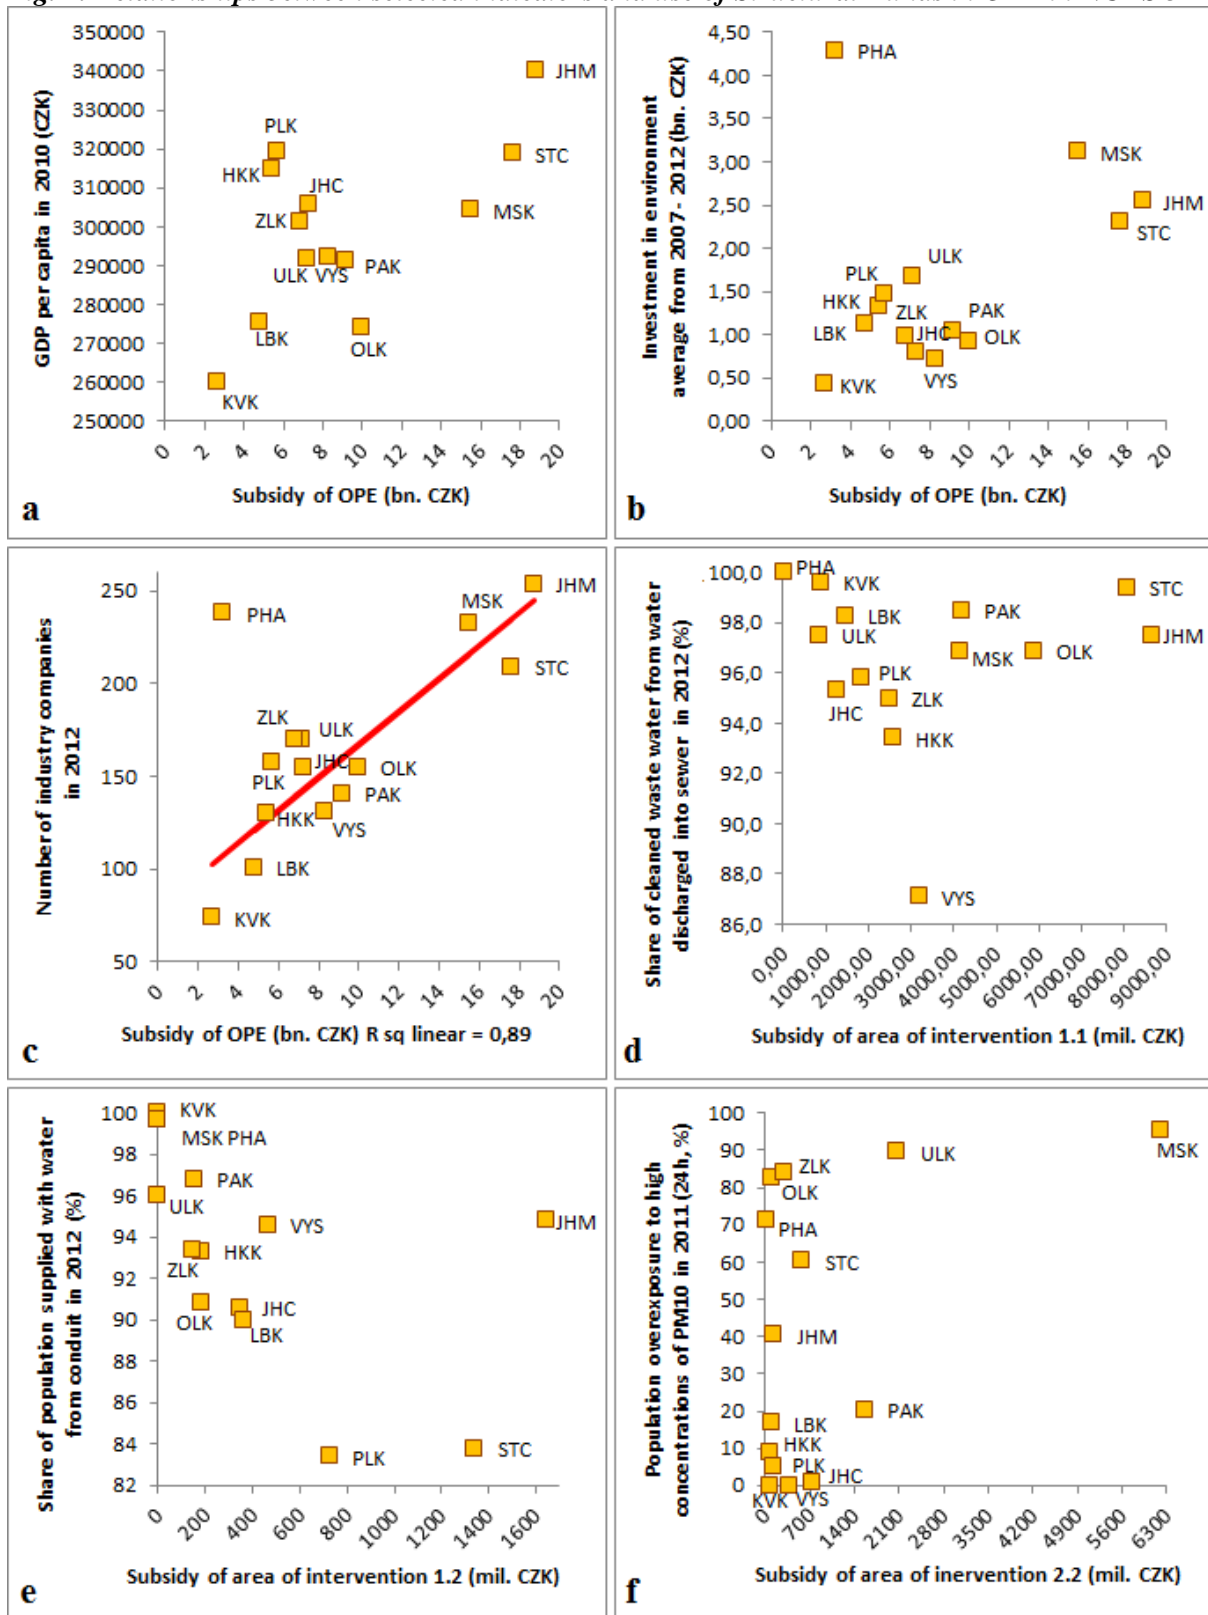 350000
340000
330000
320000
310000
300000
290000
280000
270000
260000
250000
GDP per capita in 2010 (CZK)
JHM
PLK
STC
HKK
JHC
MSK
ZLK
ULK VYS PAK
LBK
OLK
KVK
0 2 4 6 8 10 12 14 16 18 20
Subsidy of OPE (bn. CZK)
a
4,50
4,00
3,50
3,00
2,50
2,00
1,50
1,00
0,50
0,00
Investment in environment
average from 2007 - 2012 (bn. CZK)
PHA
MSK
JHM
STC
ULK
PLK
HKK
ZLK
PAK
LBK
JHC
OLK
VYS
KVK
0 2 4 6 8 10 12 14 16 18 20
Subsidy of OPE (bn. CZK)
b
250
200
150
100
50
Number of industry companies
in 2012
JHM
MSK
PHA
STC
ZLK
ULK
JHC
OLK
PLK
PAK
HKK
VYS
LBK
KVK
0 2 4 6 8 10 12 14 16 18 20
Subsidy of OPE (bn. CZK) R sq linear = 0,89
c
100,0
98,0
96,0
94,0
92,0
90,0
88,0
86,0
Share of cleaned waste water from water
discharged into sewer in 2012 (%)
PHA
KVK
STC
LBK
PAK
ULK
JHM
MSK
OLK
PLK
ZLK
JHC
HKK
VYS
0,00 1000,00 2000,00 3000,00 4000,00 5000,00 6000,00 7000,00 8000,00 9000,00
Subsidy of area of intervention 1.1 (mil. CZK)
d
100
98
96
94
92
90
88
86
84
82
Share of population supplied with water
from conduit in 2012 (%)
KVK
MSK PHA
PAK
ULK
VYS
JHM
HKK
ZLK
OLK
JHC
LBK
PLK
STC
0 200 400 600 800 1000 1200 1400 1600
Subsidy of area of intervention 1.2 (mil. CZK)
e
100
90
80
70
60
50
40
30
20
10
0
Population overexposure to high
concentrations of PM10 in 2011 (24h, %)
MSK
ULK
ZLK
OLK
PHA
STC
JHM
PAK
LBK
HKK
PLK
JHC
KVK VYS
0 700 1400 2100 2800 3500 4200 4900 5600 6300
Subsidy of area of inervention 2.2 (mil. CZK)
f